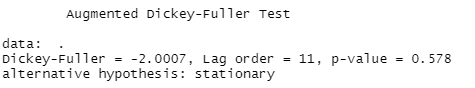 Augmented Dickey-Fuller Test
data:  .
Dickey-Fuller = -2.0007, Lag order = 11, p-value = 0.578
alternative hypothesis: stationary